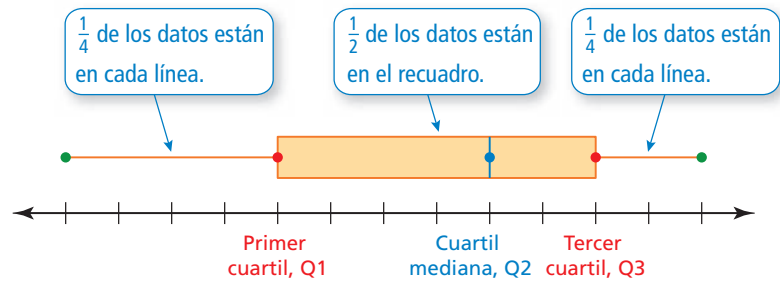 1/4 de los datos están
en cada línea.
1/2 de los datos están
en el recuadro.
1/4 de los datos están
en cada línea.
Primer
cuartil, Q1
Cuartil
mediana, Q2
Tercer
cuartil, Q3